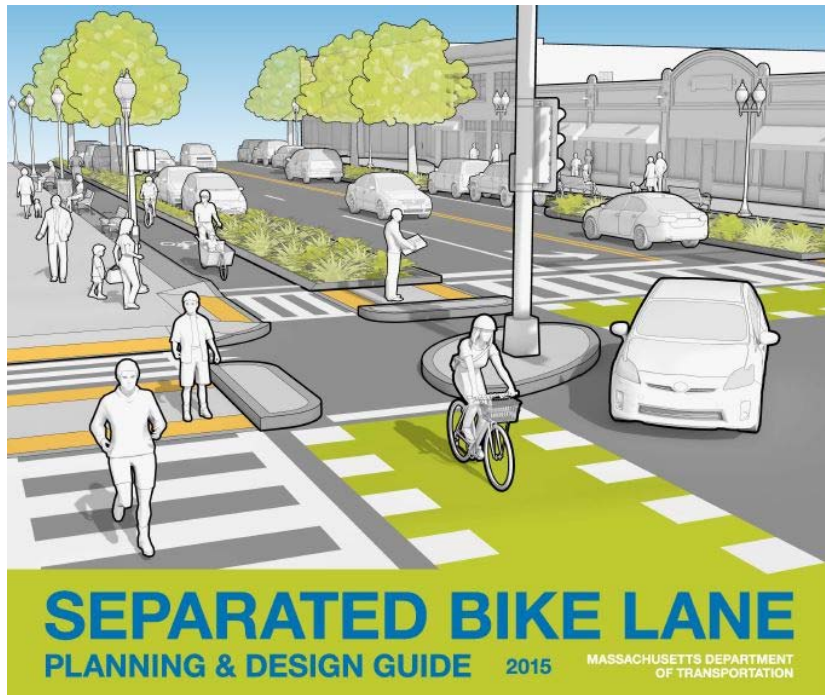 SEPARATED BIKE LANE
PLANNING & DESIGN GUIDE 2015 MASSACHUSETTS DEPARTMENT
OF TRANSPORTATION